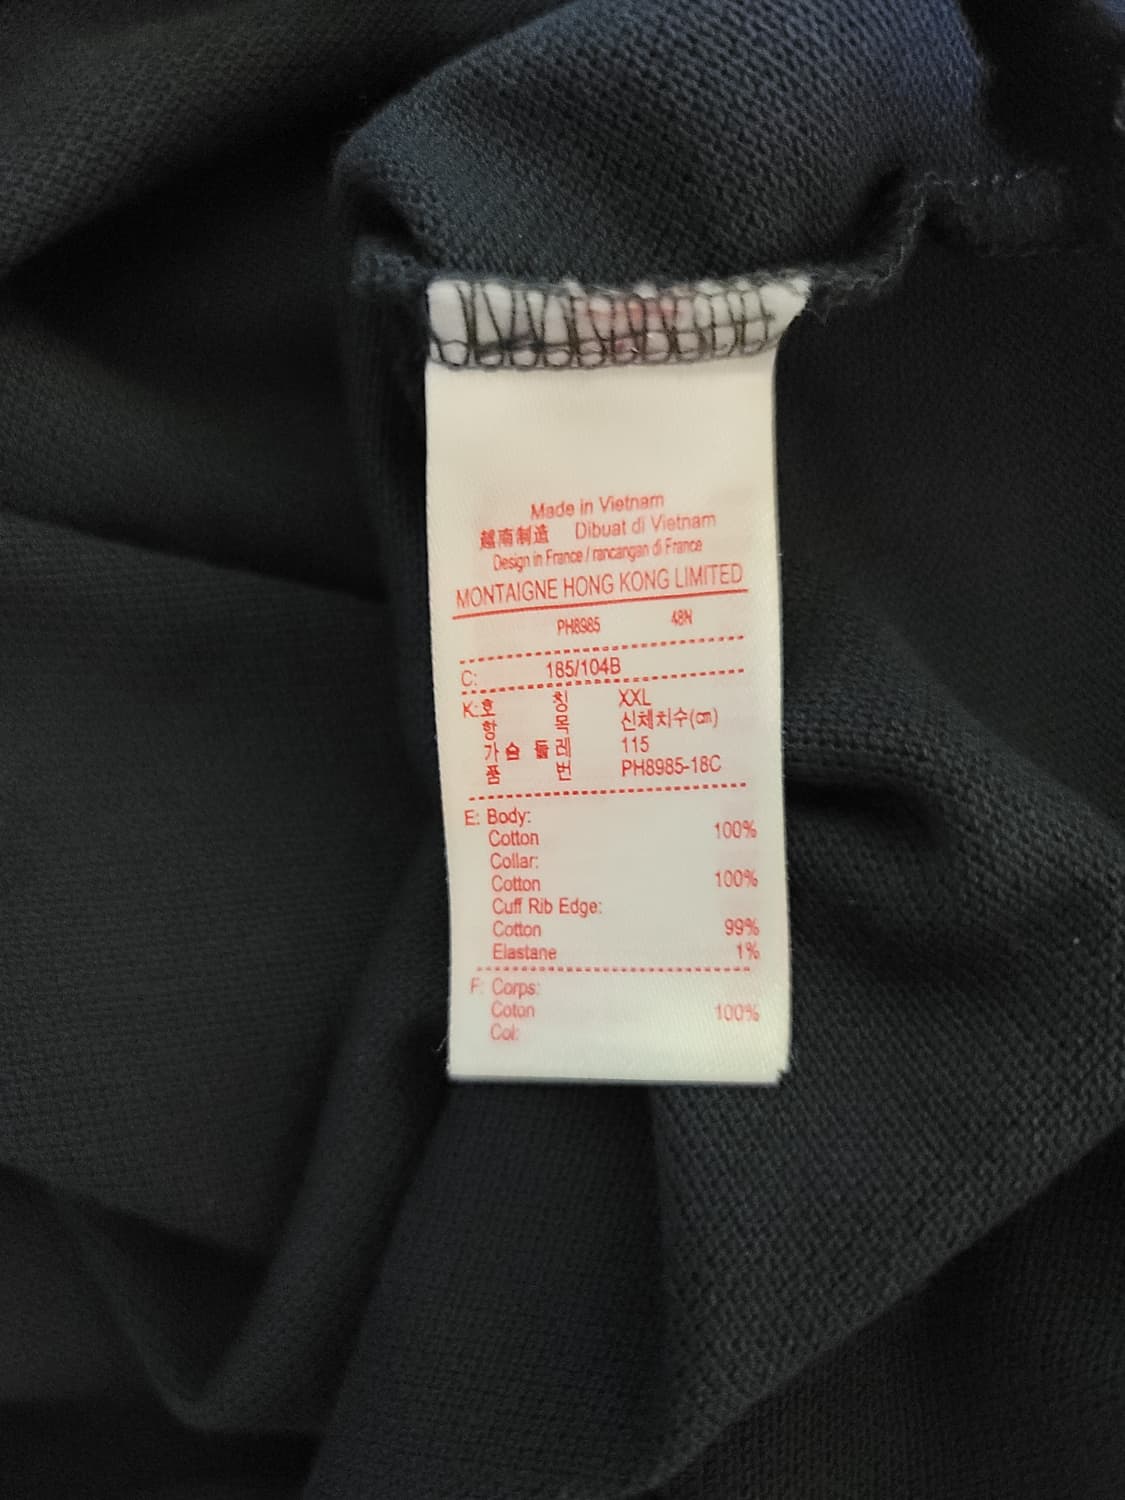 Made in Vietnam
越南制造 Dibuat di Vietnam
Design in France / rancangan di France
MONTAIGNE HONG KONG LIMITED
PH8985 48N
C: 185/104B
K:호 칭 XXL
항 목 신체치수(㎝)
가 슴 둘 레 115
품 번 PH8985-18C
E: Body:
Cotton 100%
Collar:
Cotton 100%
Cuff Rib Edge:
Cotton 99%
Elastane 1%
F: Corps:
Coton 100%
Col: